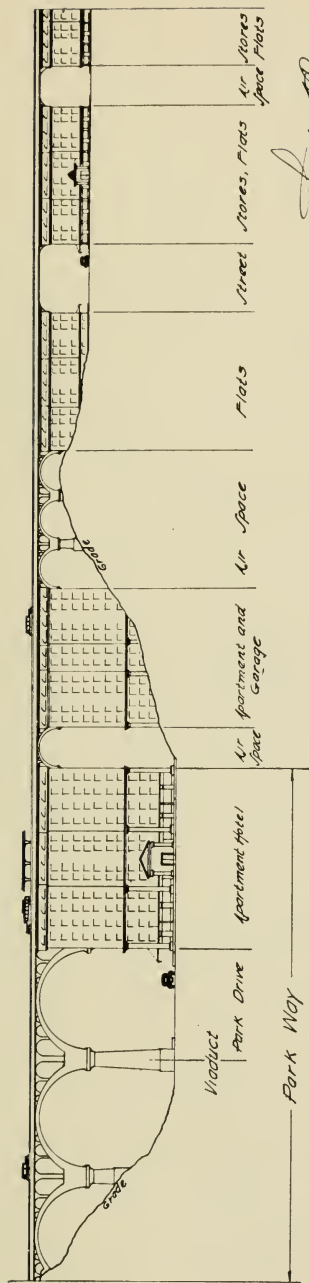 Grade
Grade
Viaduct
Park Drive
Apartment Hotel
Air
Space
Apartment and
Garage
Air Space
Flats
Street
Stores, Flats
Air
Space
Stores
Flats
Park Way